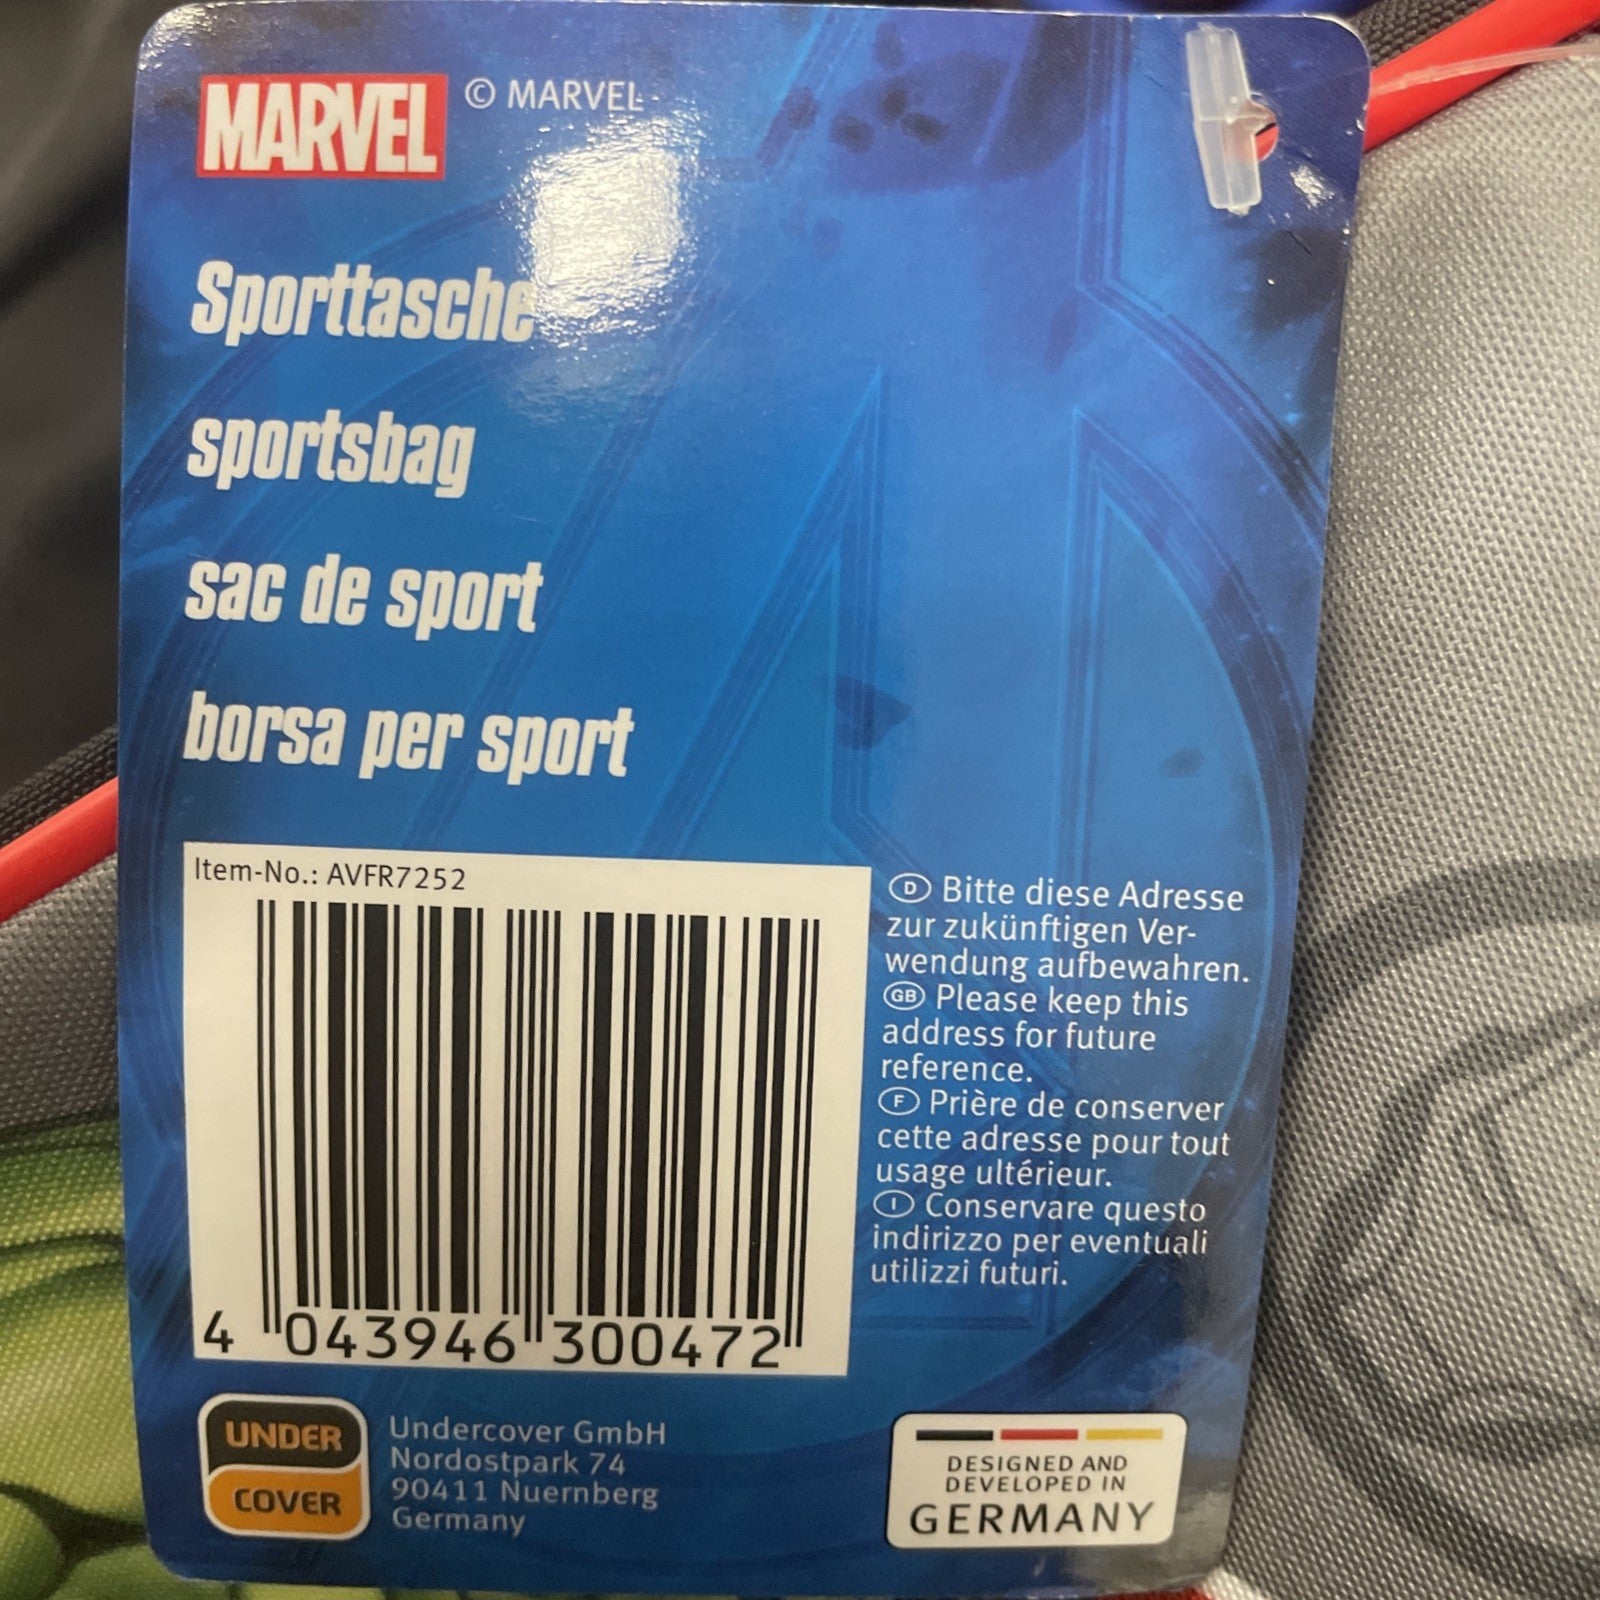 MARVEL © MARVEL
Sporttasche
sportsbag
sac de sport
borsa per sport
Item-No.: AVFR7252
4 043946 300472
D Bitte diese Adresse
zur zukünftigen Ver-
wendung aufbewahren.
GB Please keep this
address for future
reference.
F Prière de conserver
cette adresse pour tout
usage ultérieur.
I Conservare questo
indirizzo per eventuali
utilizzi futuri.
UNDER
COVER
Undercover GmbH
Nordostpark 74
90411 Nuernberg
Germany
DESIGNED AND
DEVELOPED IN
GERMANY